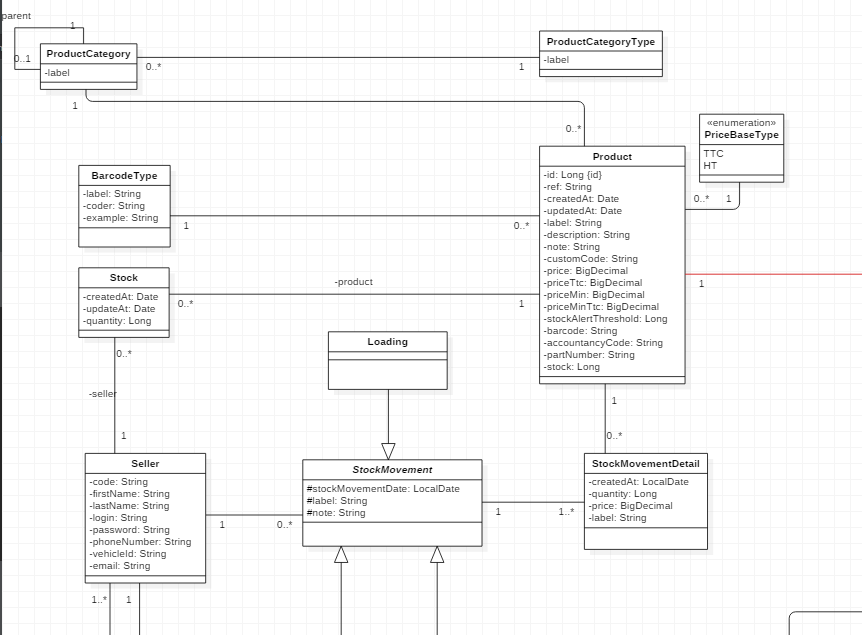 parent
1
0..1
ProductCategory
-label
0..*
1
ProductCategoryType
-label
1
0..*
«enumeration»
PriceBaseType
TTC
HT
0..*
1
BarcodeType
-label: String
-coder: String
-example: String
1
0..*
Product
-id: Long {id}
-ref: String
-createdAt: Date
-updatedAt: Date
-label: String
-description: String
-note: String
-customCode: String
-price: BigDecimal
-priceTtc: BigDecimal
-priceMin: BigDecimal
-priceMinTtc: BigDecimal
-stockAlertThreshold: Long
-barcode: String
-accountancyCode: String
-partNumber: String
-stock: Long
1
Stock
-createdAt: Date
-updateAt: Date
-quantity: Long
0..*
-product
1
0..*
-seller
1
Loading
1
0..*
Seller
-code: String
-firstName: String
-lastName: String
-login: String
-password: String
-phoneNumber: String
-vehicleId: String
-email: String
1
0..*
StockMovement
#stockMovementDate: LocalDate
#label: String
#note: String
1
1..*
StockMovementDetail
-createdAt: LocalDate
-quantity: Long
-price: BigDecimal
-label: String
1..*
1